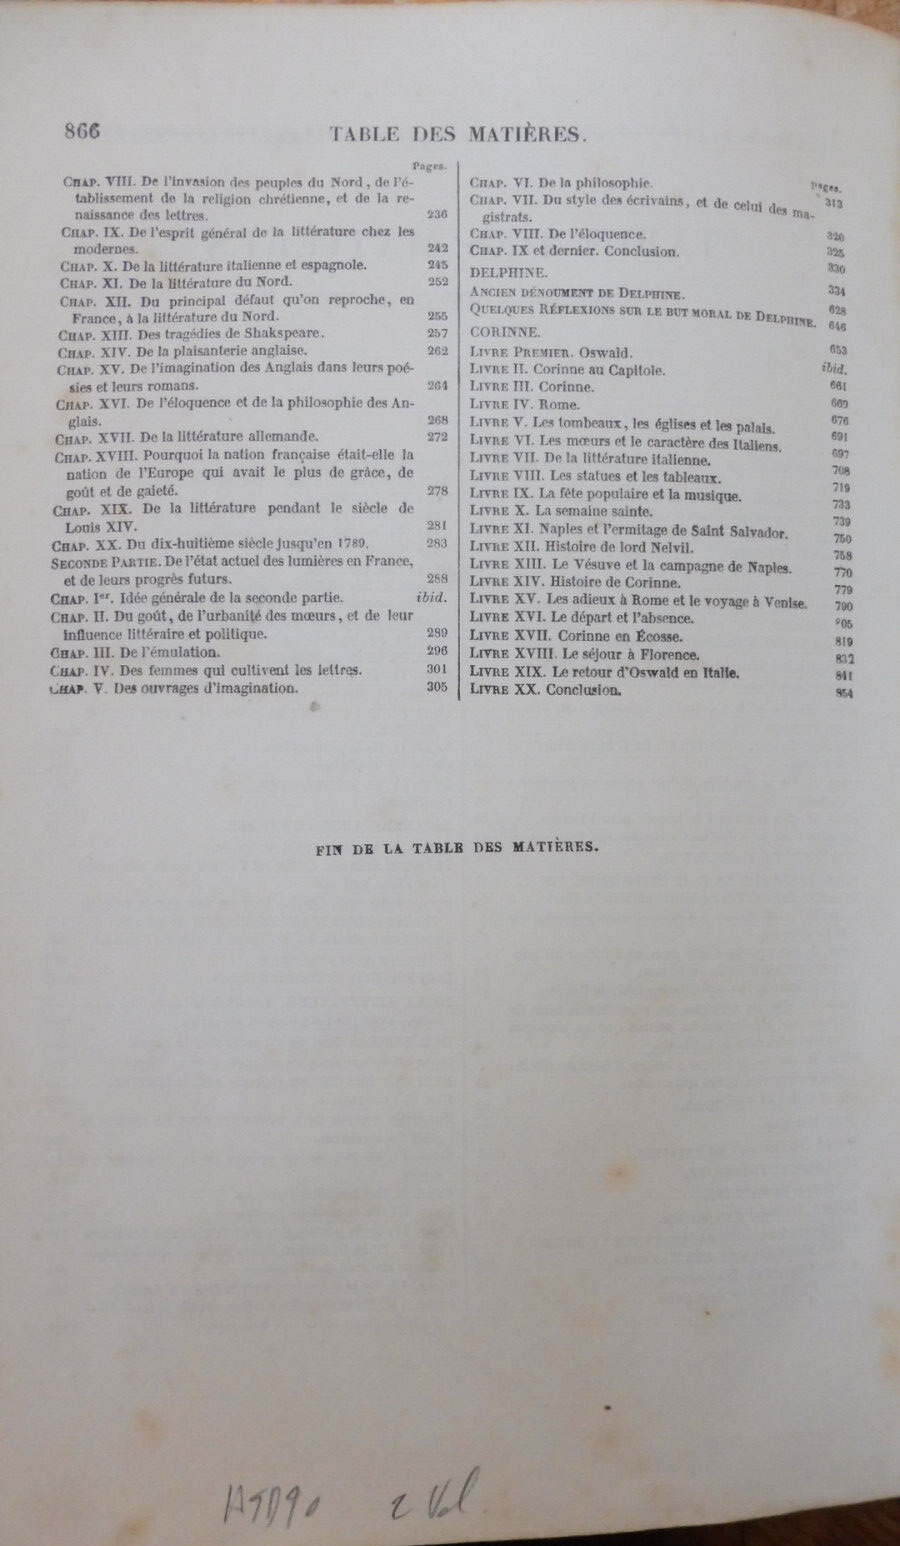 866
TABLE DES MATIÈRES.
Pages.
CHAP. VIII. De l'invasion des peuples du Nord, de l'é-
tablissement de la religion chrétienne, et de la re-
naissance des lettres. 236
CHAP. IX. De l'esprit général de la littérature chez les
modernes. 242
CHAP. X. De la littérature italienne et espagnole. 245
CHAP. XI. De la littérature du Nord. 252
CHAP. XII. Du principal défaut qu'on reproche, en
France, à la littérature du Nord. 255
CHAP. XIII. Des tragédies de Shakspeare. 257
CHAP. XIV. De la plaisanterie anglaise. 262
CHAP. XV. De l'imagination des Anglais dans leurs poé-
sies et leurs romans. 264
CHAP. XVI. De l'éloquence et de la philosophie des An-
glais. 268
CHAP. XVII. De la littérature allemande. 272
CHAP. XVIII. Pourquoi la nation française était-elle la
nation de l'Europe qui avait le plus de grâce, de
goût et de gaieté. 278
CHAP. XIX. De la littérature pendant le siècle de
Louis XIV. 281
CHAP. XX. Du dix-huitième siècle jusqu'en 1789. 283
SECONDE PARTIE. De l'état actuel des lumières en France,
et de leurs progrès futurs. 288
CHAP. Ier. Idée générale de la seconde partie. ibid.
CHAP. II. Du goût, de l'urbanité des mœurs, et de leur
influence littéraire et politique. 289
CHAP. III. De l'émulation. 296
CHAP. IV. Des femmes qui cultivent les lettres. 301
CHAP. V. Des ouvrages d'imagination. 305
Pages.
CHAP. VI. De la philosophie. 313
CHAP. VII. Du style des écrivains, et de celui des ma-
gistrats. 320
CHAP. VIII. De l'éloquence. 325
CHAP. IX et dernier. Conclusion. 330
DELPHINE. 334
ANCIEN DÉNOUMENT DE DELPHINE. 628
QUELQUES RÉFLEXIONS SUR LE BUT MORAL DE DELPHINE. 646
CORINNE. 653
LIVRE PREMIER. Oswald. ibid.
LIVRE II. Corinne au Capitole. 661
LIVRE III. Corinne. 669
LIVRE IV. Rome. 676
LIVRE V. Les tombeaux, les églises et les palais. 691
LIVRE VI. Les mœurs et le caractère des Italiens. 697
LIVRE VII. De la littérature italienne. 708
LIVRE VIII. Les statues et les tableaux. 719
LIVRE IX. La fête populaire et la musique. 733
LIVRE X. La semaine sainte. 739
LIVRE XI. Naples et l'ermitage de Saint Salvador. 750
LIVRE XII. Histoire de lord Nelvil. 758
LIVRE XIII. Le Vésuve et la campagne de Naples. 770
LIVRE XIV. Histoire de Corinne. 779
LIVRE XV. Les adieux à Rome et le voyage à Venise. 790
LIVRE XVI. Le départ et l'absence. 805
LIVRE XVII. Corinne en Écosse. 819
LIVRE XVIII. Le séjour à Florence. 832
LIVRE XIX. Le retour d'Oswald en Italie. 841
LIVRE XX. Conclusion. 854
FIN DE LA TABLE DES MATIÈRES.
2 Vol.